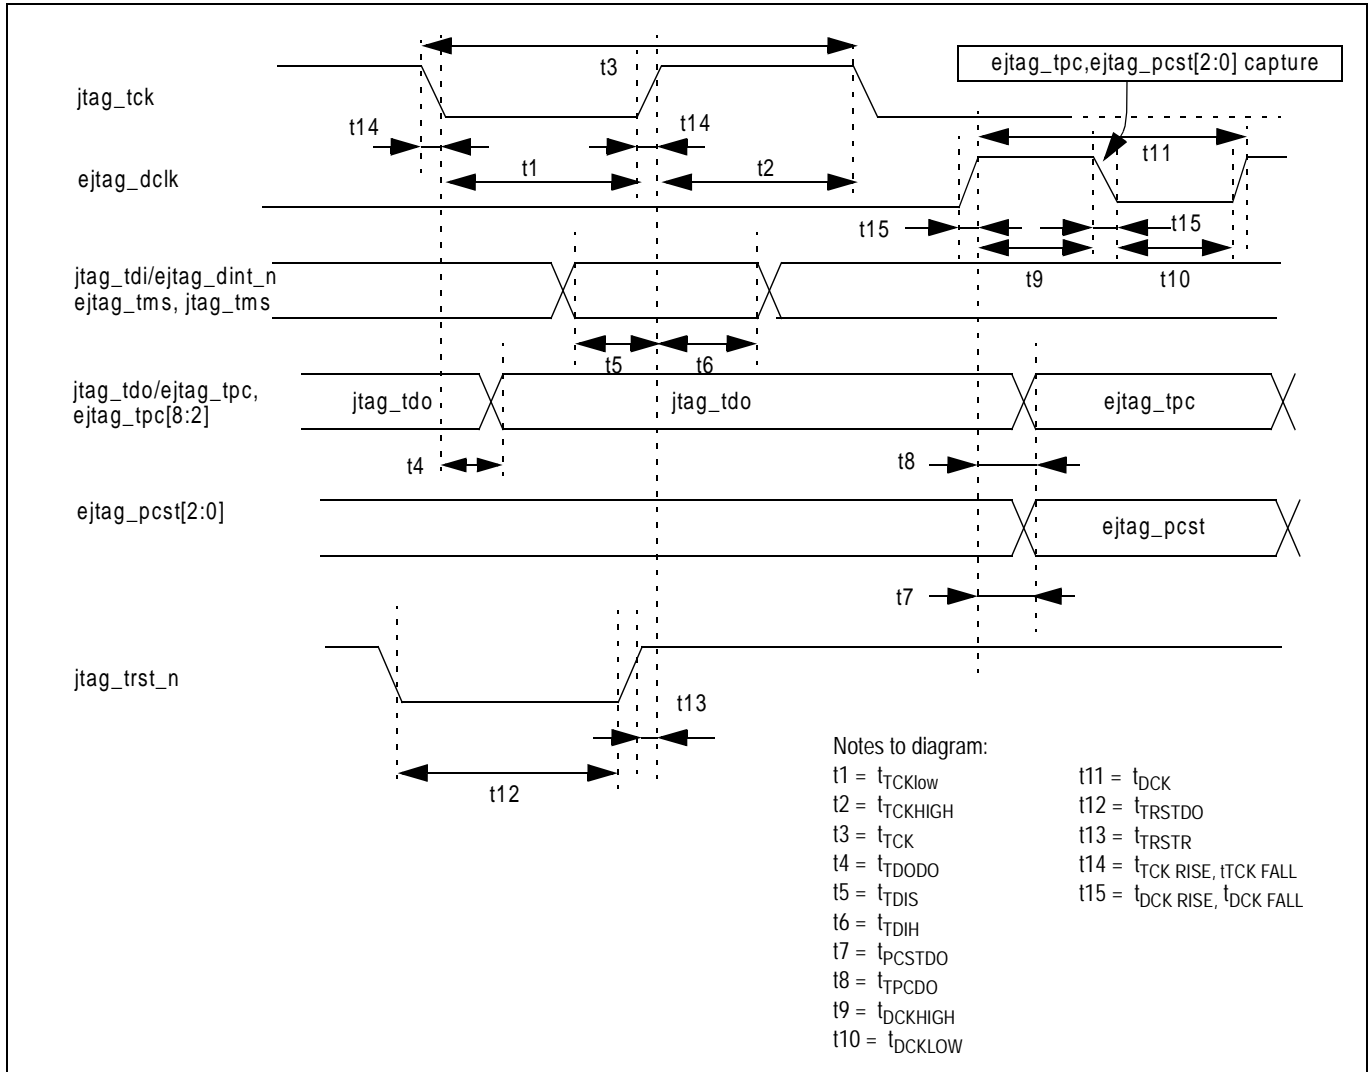 t3
ejtag_tpc,ejtag_pcst[2:0] capture
jtag_tck
t14
t14
t11
ejtag_dclk
t1
t2
t15
t15
jtag_tdi/ejtag_dint_n
ejtag_tms, jtag_tms
t9
t10
t5
t6
jtag_tdo/ejtag_tpc,
ejtag_tpc[8:2]
jtag_tdo
jtag_tdo
ejtag_tpc
t4
t8
ejtag_pcst[2:0]
ejtag_pcst
t7
jtag_trst_n
t13
t12
Notes to diagram:
t1 = tTCKlow
t2 = tTCKHIGH
t3 = tTCK
t4 = tTDODO
t5 = tTDIS
t6 = tTDIH
t7 = tPCSTDO
t8 = tTPCDO
t9 = tDCKHIGH
t10 = tDCKLOW
t11 = tDCK
t12 = tTRSTDO
t13 = tTRSTR
t14 = tTCK RISE, tTCK FALL
t15 = tDCK RISE, tDCK FALL